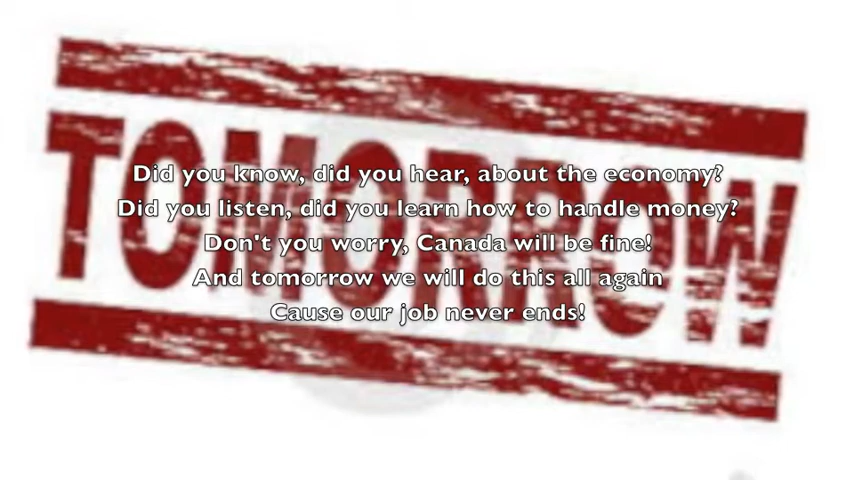 TOMORROW
Did you know, did you hear, about the economy?
Did you listen, did you learn how to handle money?
Don't you worry, Canada will be fine!
And tomorrow we will do this all again
Cause our job never ends!